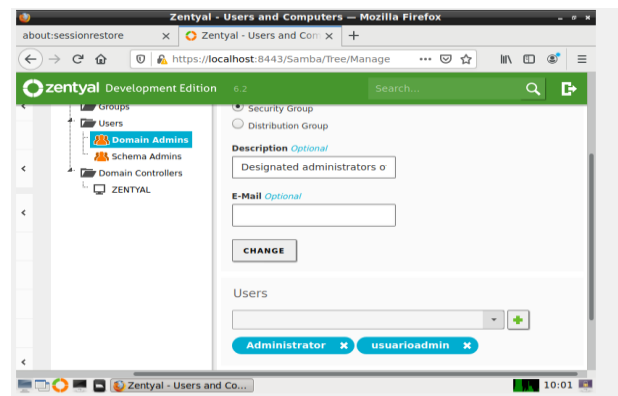 Zentyal - Users and Computers — Mozilla Firefox
about:sessionrestore
Zentyal - Users and Com
https://localhost:8443/Samba/Tree/Manage
zentyal Development Edition 6.2
Search...
Groups
Users
Domain Admins
Schema Admins
Domain Controllers
ZENTYAL
Security Group
Distribution Group
Description Optional
Designated administrators o
E-Mail Optional
CHANGE
Users
Administrator x
usuarioadmin x
Zentyal - Users and Co...
10:01